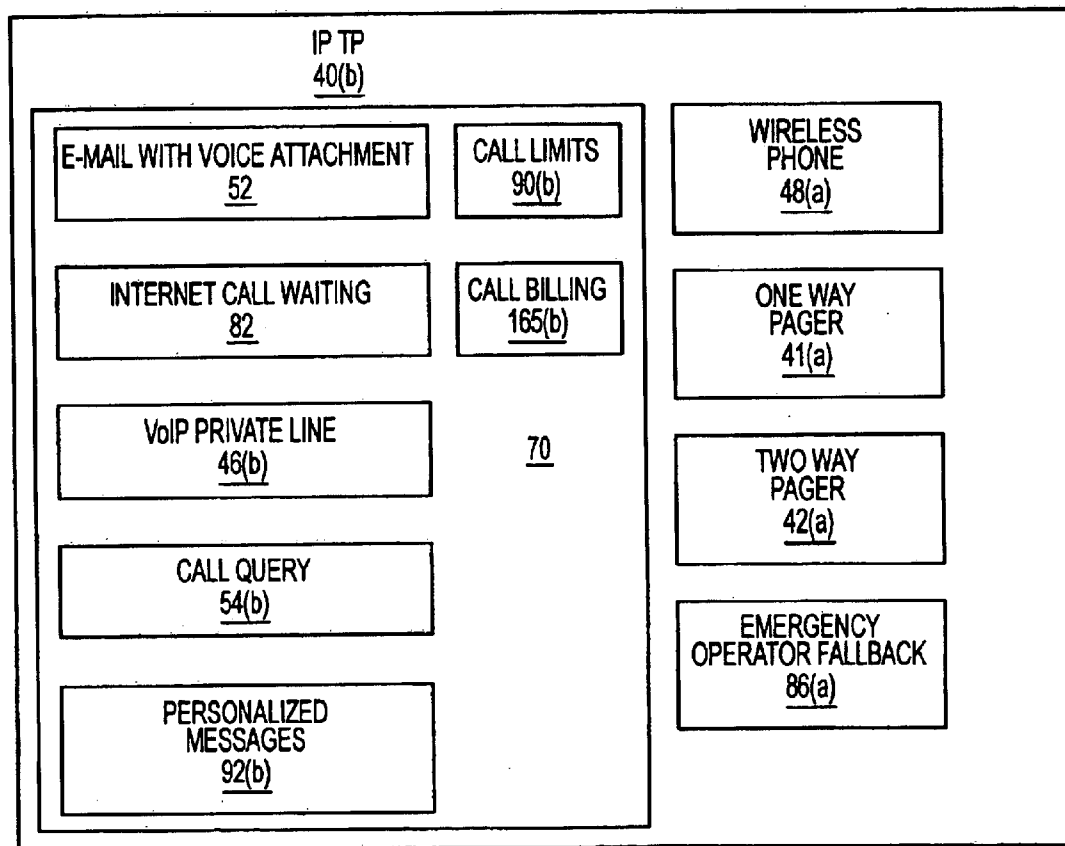 IP TP
40(b)
E-MAIL WITH VOICE ATTACHMENT
52
CALL LIMITS
90(b)
INTERNET CALL WAITING
82
CALL BILLING
165(b)
VoIP PRIVATE LINE
46(b)
70
CALL QUERY
54(b)
PERSONALIZED
MESSAGES
92(b)
WIRELESS
PHONE
48(a)
ONE WAY
PAGER
41(a)
TWO WAY
PAGER
42(a)
EMERGENCY
OPERATOR FALLBACK
86(a)